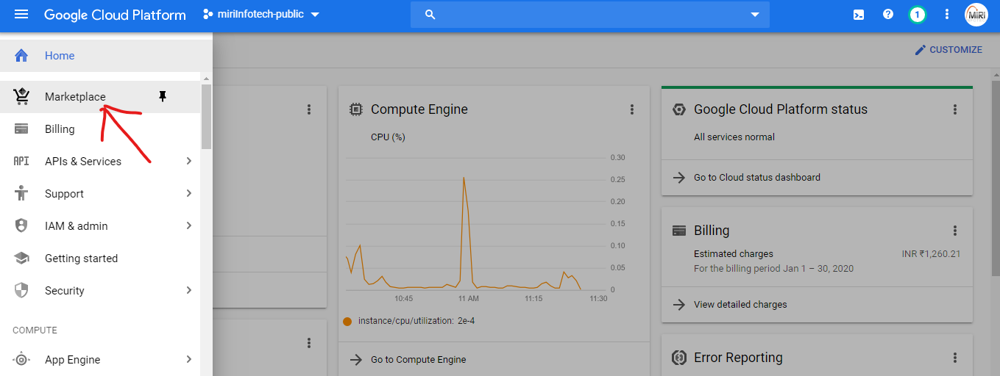 Google Cloud Platform
miriInfotech-public
1
MiRI
Home
CUSTOMIZE
Marketplace
Billing
API
APIs & Services
Support
IAM & admin
Getting started
Security
COMPUTE
App Engine
Compute Engine
CPU (%)
0.30
0.25
0.20
0.15
0.10
0.05
0
10:45
11 AM
11:15
11:30
instance/cpu/utilization: 2e-4
Go to Compute Engine
Google Cloud Platform status
All services normal
Go to Cloud status dashboard
Billing
Estimated charges
INR ₹1,260.21
For the billing period Jan 1 – 30, 2020
View detailed charges
Error Reporting